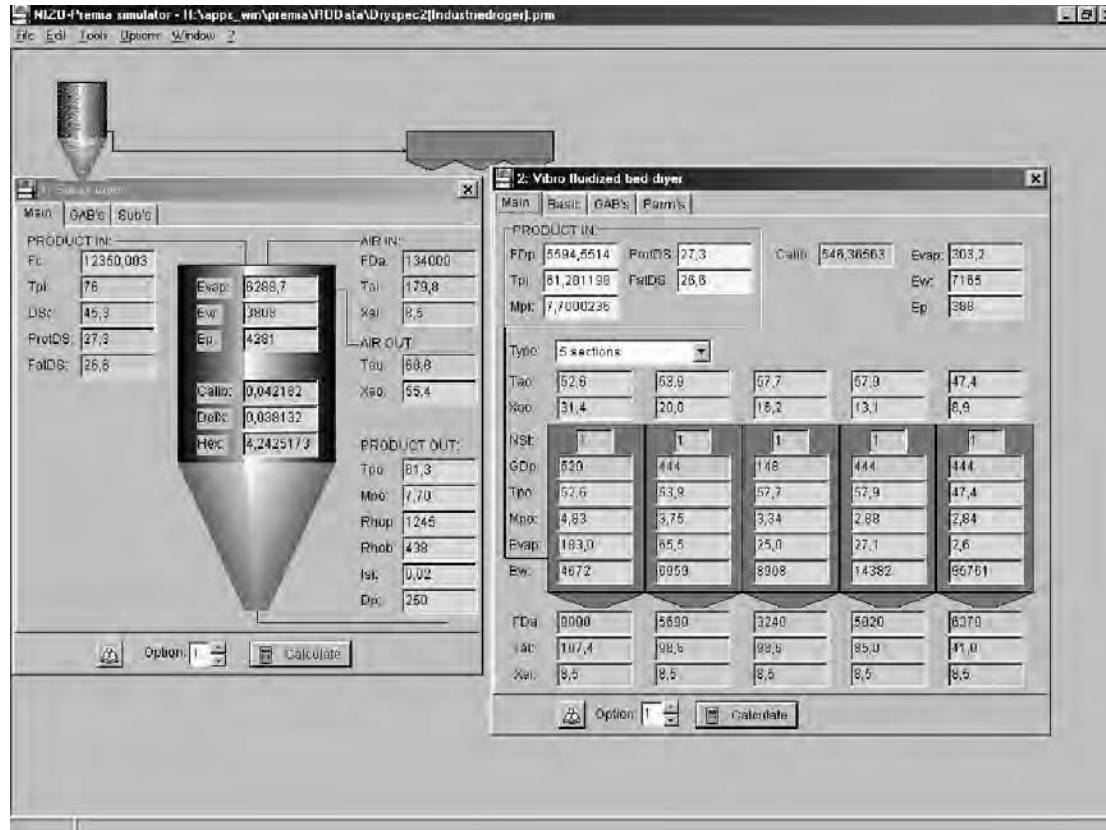 NIZO-Premia simulator - H:\apps_win\premia\RDData\Dryspec2[Industriedroger].prm
File Edit Tools Options Window ?
Main GAB's Sub's
PRODUCT IN: AIR IN:
Fc: 12350,003 FDa: 134000
Tpi: 76 Evap: 6288,7 Tai: 179,8
DSc: 45,3 Ew: 3808 Xai: 8,5
ProtDS: 27,3 Ep: 4281 AIR OUT
FatDS: 26,6 Tao: 68,8
Calib: 0,042182 Xao: 55,4
DelX: 0,038132
Hex: 4,2425173 PRODUCT OUT:
Tpo: 61,3
Mpo: 7,70
Rhop: 1245
Rhob: 438
Isi: 0,02
Dp: 250
Option: 1 Calculate
2: Vibro fluidized bed dryer
Main Basic GAB's Parm's
PRODUCT IN:
FDp: 5594,5514 ProtDS: 27,3 Calib: 546,36563 Evap: 303,2
Tpi: 61,281198 FatDS: 26,6 Ew: 7165
Mpi: 7,7000236 Ep: 388
Type: 5 sections
Tao: 52,6 53,9 57,7 57,9 47,4
Xao: 31,4 20,0 16,2 13,1 8,9
NSt: 1 1 1 1 1
GDp: 520 444 148 444 444
Tpo: 52,6 53,9 57,7 57,9 47,4
Mpo: 4,83 3,75 3,34 2,88 2,84
Evap: 183,0 65,5 25,0 27,1 2,6
Ew: 4672 6959 8908 14382 95761
FDa: 8000 5690 3240 5920 6370
Tai: 107,4 98,6 98,6 85,0 41,0
Xai: 8,5 8,5 8,5 8,5 8,5
Option: 1 Calculate